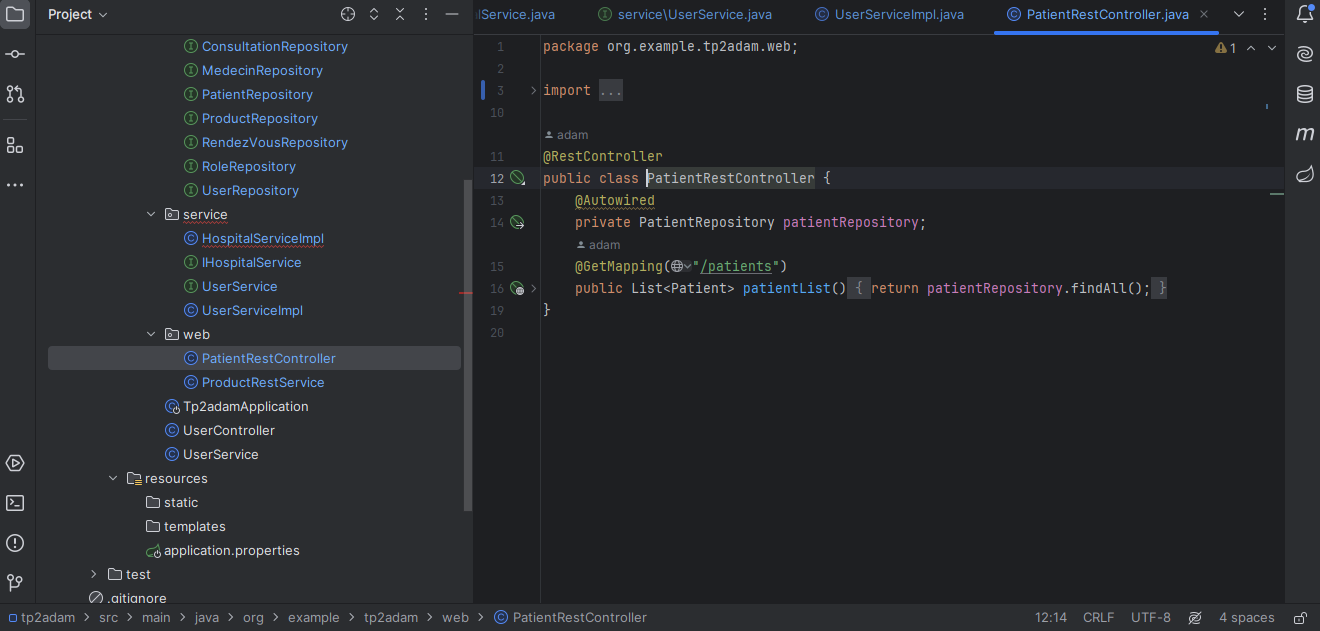 Project
ConsultationRepository
MedecinRepository
PatientRepository
ProductRepository
RendezVousRepository
RoleRepository
UserRepository
service
HospitalServiceImpl
IHospitalService
UserService
UserServiceImpl
web
PatientRestController
ProductRestService
Tp2adamApplication
UserController
UserService
resources
static
templates
application.properties
test
.gitignore
lService.java service\UserService.java UserServiceImpl.java PatientRestController.java
1 package org.example.tp2adam.web; 1
2
3 import ...
10
adam
11 @RestController
12 public class PatientRestController {
13 @Autowired
14 private PatientRepository patientRepository;
adam
15 @GetMapping("/patients")
16 public List<Patient> patientList() { return patientRepository.findAll(); }
19 }
20
m
tp2adam > src > main > java > org > example > tp2adam > web > PatientRestController 12:14 CRLF UTF-8 4 spaces